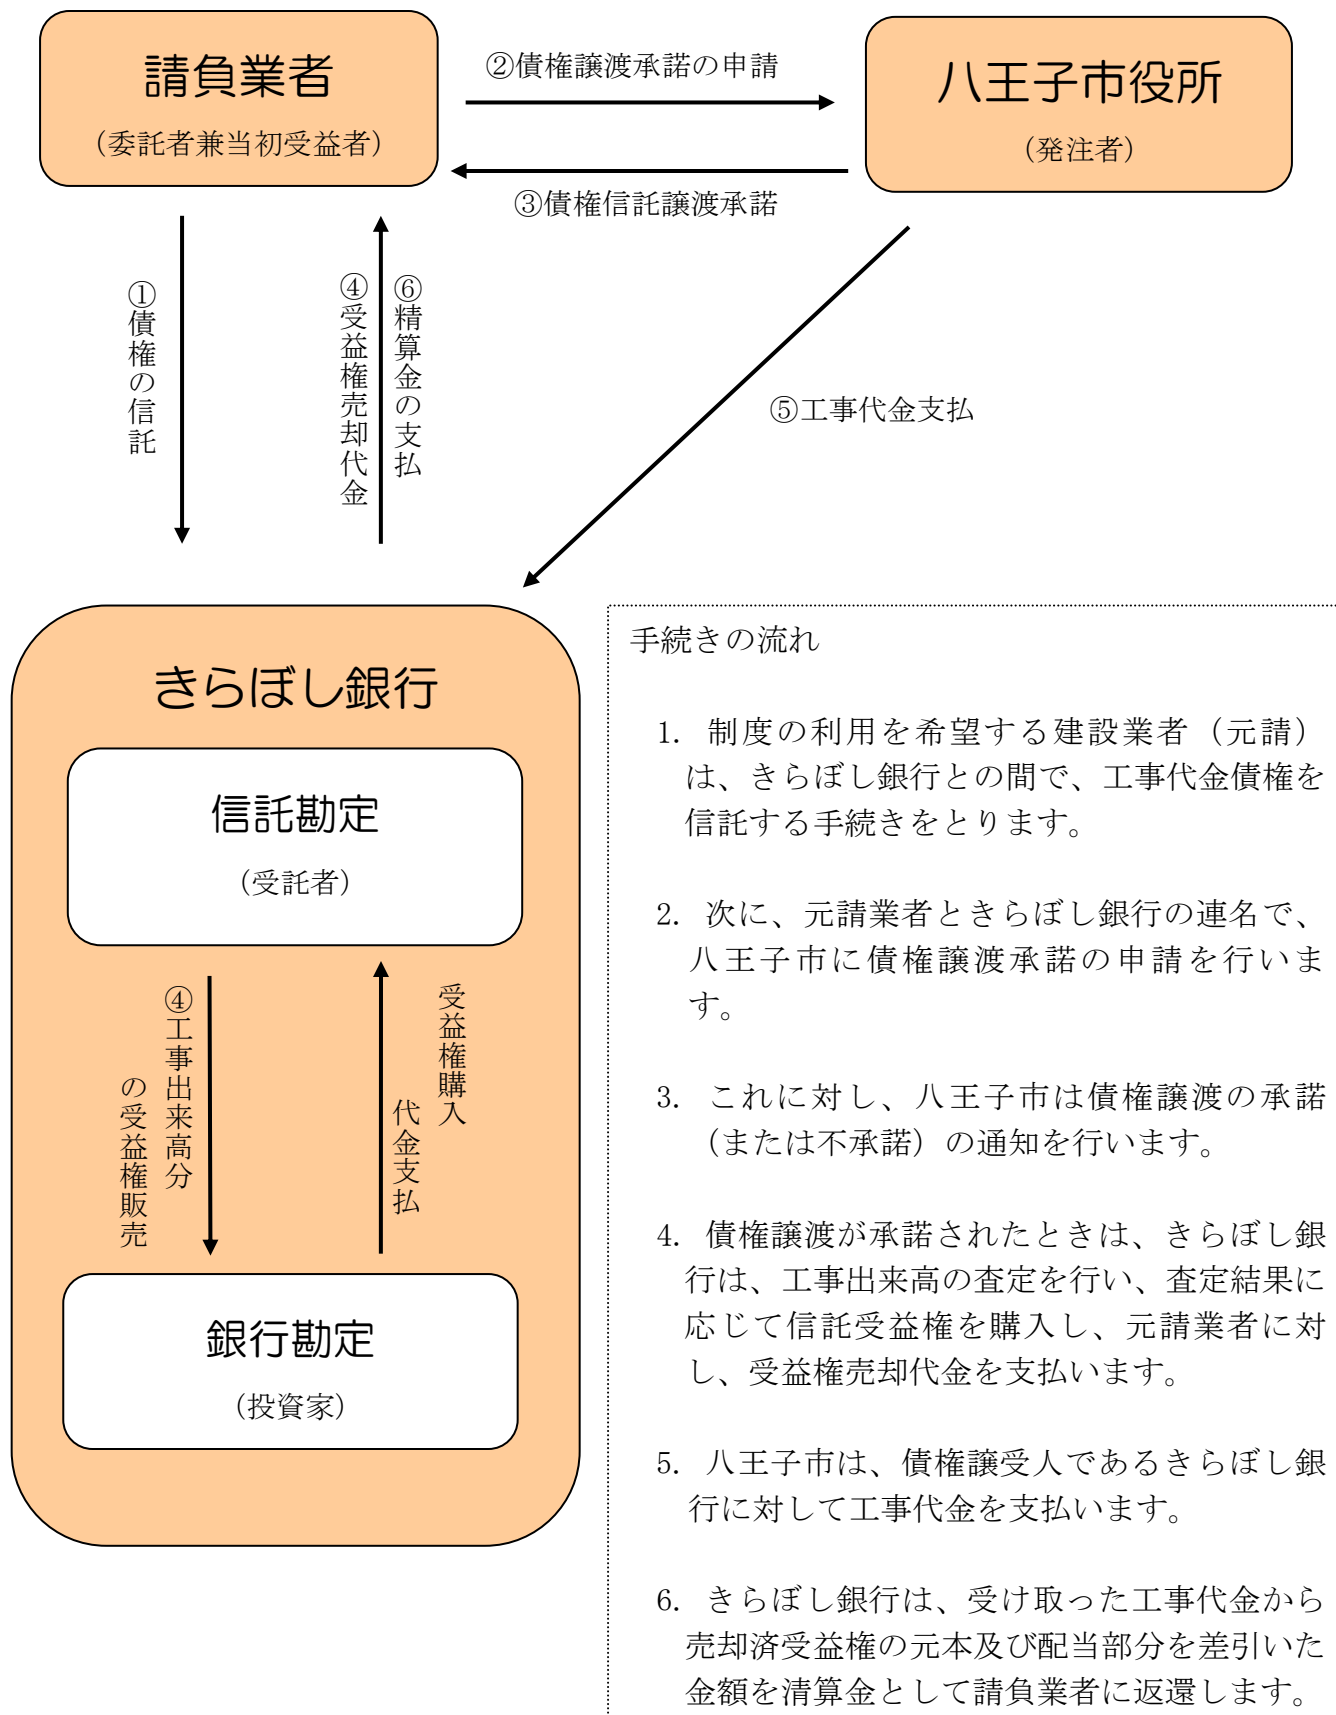 請負業者
（委託者兼当初受益者）
②債権譲渡承諾の申請
八王子市役所
（発注者）
③債権信託譲渡承諾
①債権の信託
④受益権売却代金
⑥精算金の支払
⑤工事代金支払
きらぼし銀行
信託勘定
（受託者）
④工事出来高分
の受益権販売
受益権購入
代金支払
銀行勘定
（投資家）
手続きの流れ
1. 制度の利用を希望する建設業者（元請）
は、きらぼし銀行との間で、工事代金債権を
信託する手続きをとります。
2. 次に、元請業者ときらぼし銀行の連名で、
八王子市に債権譲渡承諾の申請を行いま
す。
3. これに対し、八王子市は債権譲渡の承諾
（または不承諾）の通知を行います。
4. 債権譲渡が承諾されたときは、きらぼし銀
行は、工事出来高の査定を行い、査定結果に
応じて信託受益権を購入し、元請業者に対
し、受益権売却代金を支払います。
5. 八王子市は、債権譲受人であるきらぼし銀
行に対して工事代金を支払います。
6. きらぼし銀行は、受け取った工事代金から
売却済受益権の元本及び配当部分を差引いた
金額を清算金として請負業者に返還します。